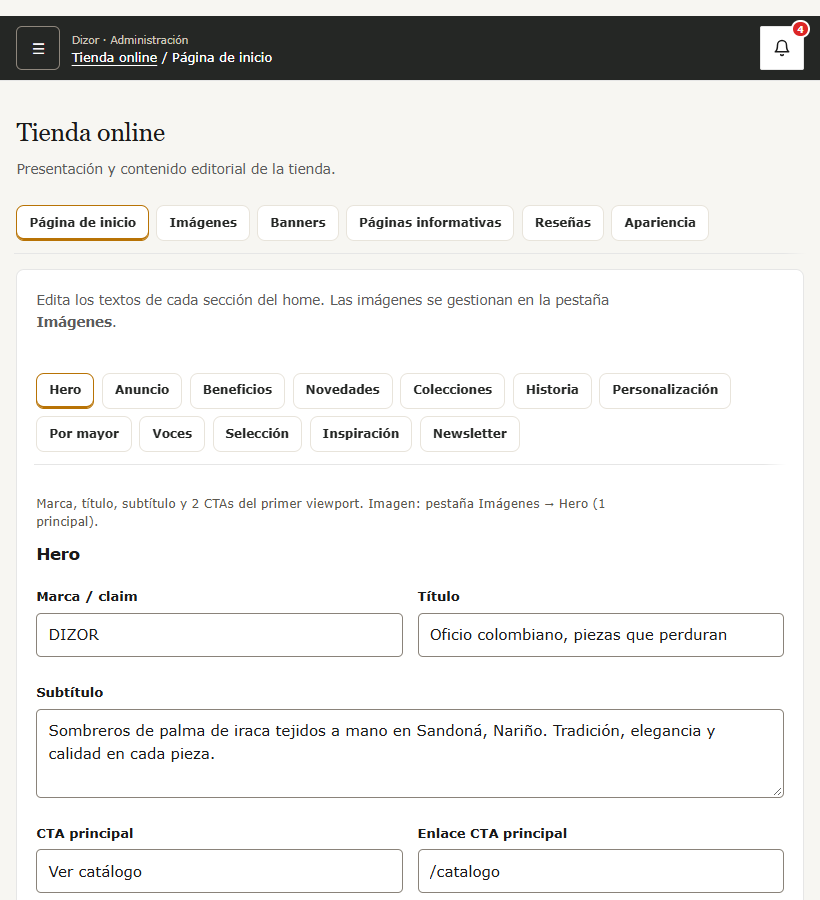 ☰
Dizor · Administración
Tienda online / Página de inicio
4
Tienda online
Presentación y contenido editorial de la tienda.
Página de inicio
Imágenes
Banners
Páginas informativas
Reseñas
Apariencia
Edita los textos de cada sección del home. Las imágenes se gestionan en la pestaña
Imágenes.
Hero
Anuncio
Beneficios
Novedades
Colecciones
Historia
Personalización
Por mayor
Voces
Selección
Inspiración
Newsletter
Marca, título, subtítulo y 2 CTAs del primer viewport. Imagen: pestaña Imágenes → Hero (1
principal).
Hero
Marca / claim
Título
DIZOR
Oficio colombiano, piezas que perduran
Subtítulo
Sombreros de palma de iraca tejidos a mano en Sandoná, Nariño. Tradición, elegancia y
calidad en cada pieza.
CTA principal
Enlace CTA principal
Ver catálogo
/catalogo